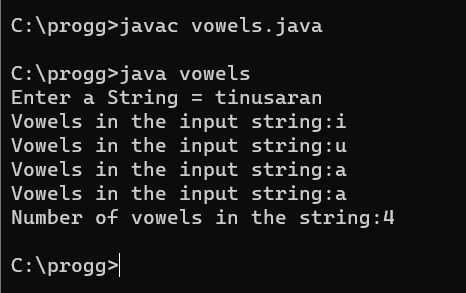 C:\progg>javac vowels.java
C:\progg>java vowels
Enter a String = tinusaran
Vowels in the input string:i
Vowels in the input string:u
Vowels in the input string:a
Vowels in the input string:a
Number of vowels in the string:4
C:\progg>